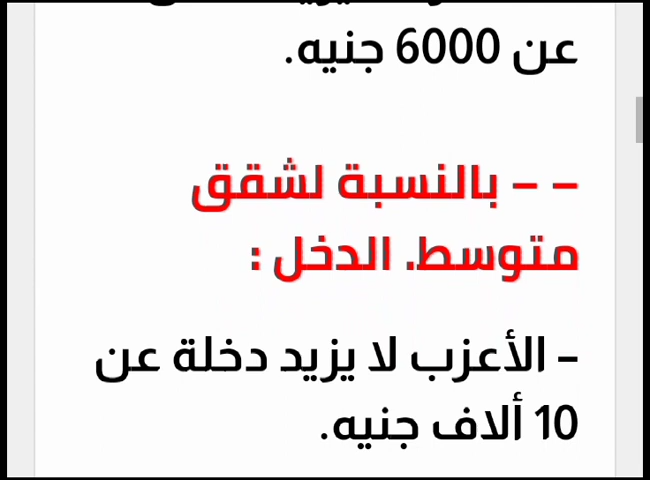 عن 6000 جنيه.
– – بالنسبة لشقق
متوسط. الدخل :
– الأعزب لا يزيد دخلة عن
10 ألاف جنيه.